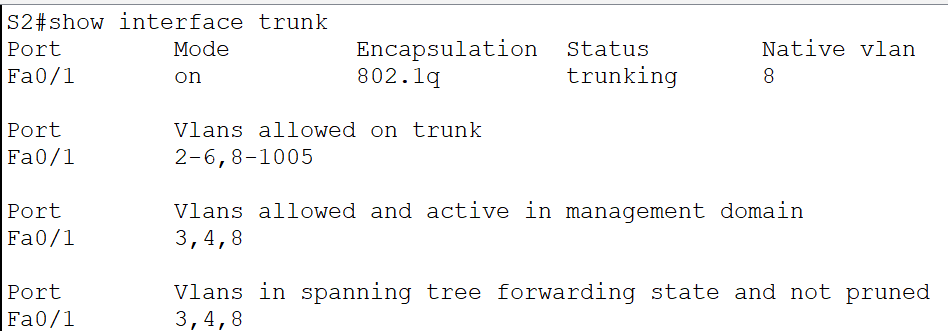 S2#show interface trunk
Port Mode Encapsulation Status Native vlan
Fa0/1 on 802.1q trunking 8
Port Vlans allowed on trunk
Fa0/1 2-6,8-1005
Port Vlans allowed and active in management domain
Fa0/1 3,4,8
Port Vlans in spanning tree forwarding state and not pruned
Fa0/1 3,4,8